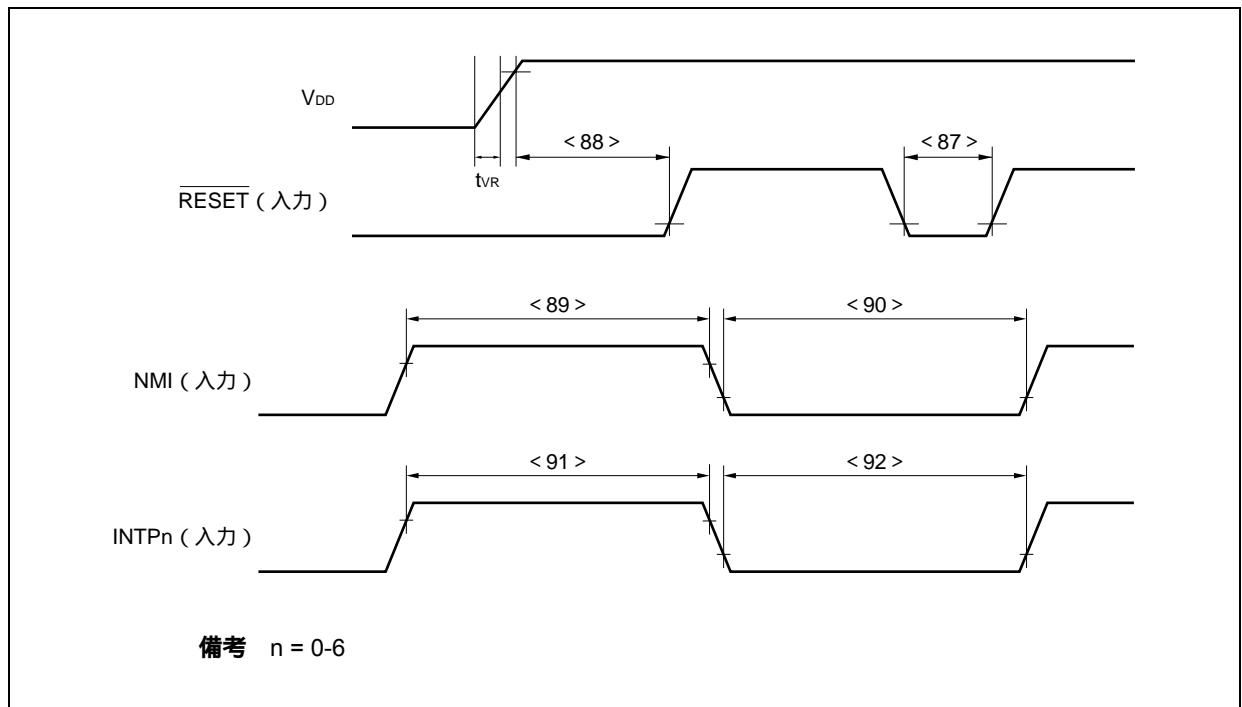 VDD
< 88 >
< 87 >
tVR
RESET（入力）
< 89 >
< 90 >
NMI（入力）
< 91 >
< 92 >
INTPn（入力）
備考 n = 0-6